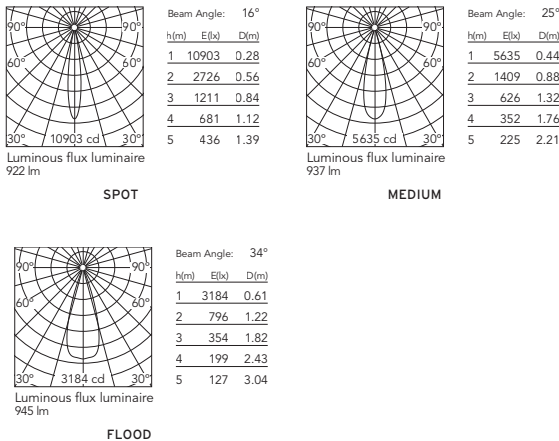 90° 90°
60° 60°
30° 10903 cd 30°
Luminous flux luminaire
922 lm
Beam Angle: 16°
h(m) E(lx) D(m)
1 10903 0.28
2 2726 0.56
3 1211 0.84
4 681 1.12
5 436 1.39
SPOT
90° 90°
60° 60°
30° 5635 cd 30°
Luminous flux luminaire
937 lm
Beam Angle: 25°
h(m) E(lx) D(m)
1 5635 0.44
2 1409 0.88
3 626 1.32
4 352 1.76
5 225 2.21
MEDIUM
90° 90°
60° 60°
30° 3184 cd 30°
Luminous flux luminaire
945 lm
Beam Angle: 34°
h(m) E(lx) D(m)
1 3184 0.61
2 796 1.22
3 354 1.82
4 199 2.43
5 127 3.04
FLOOD